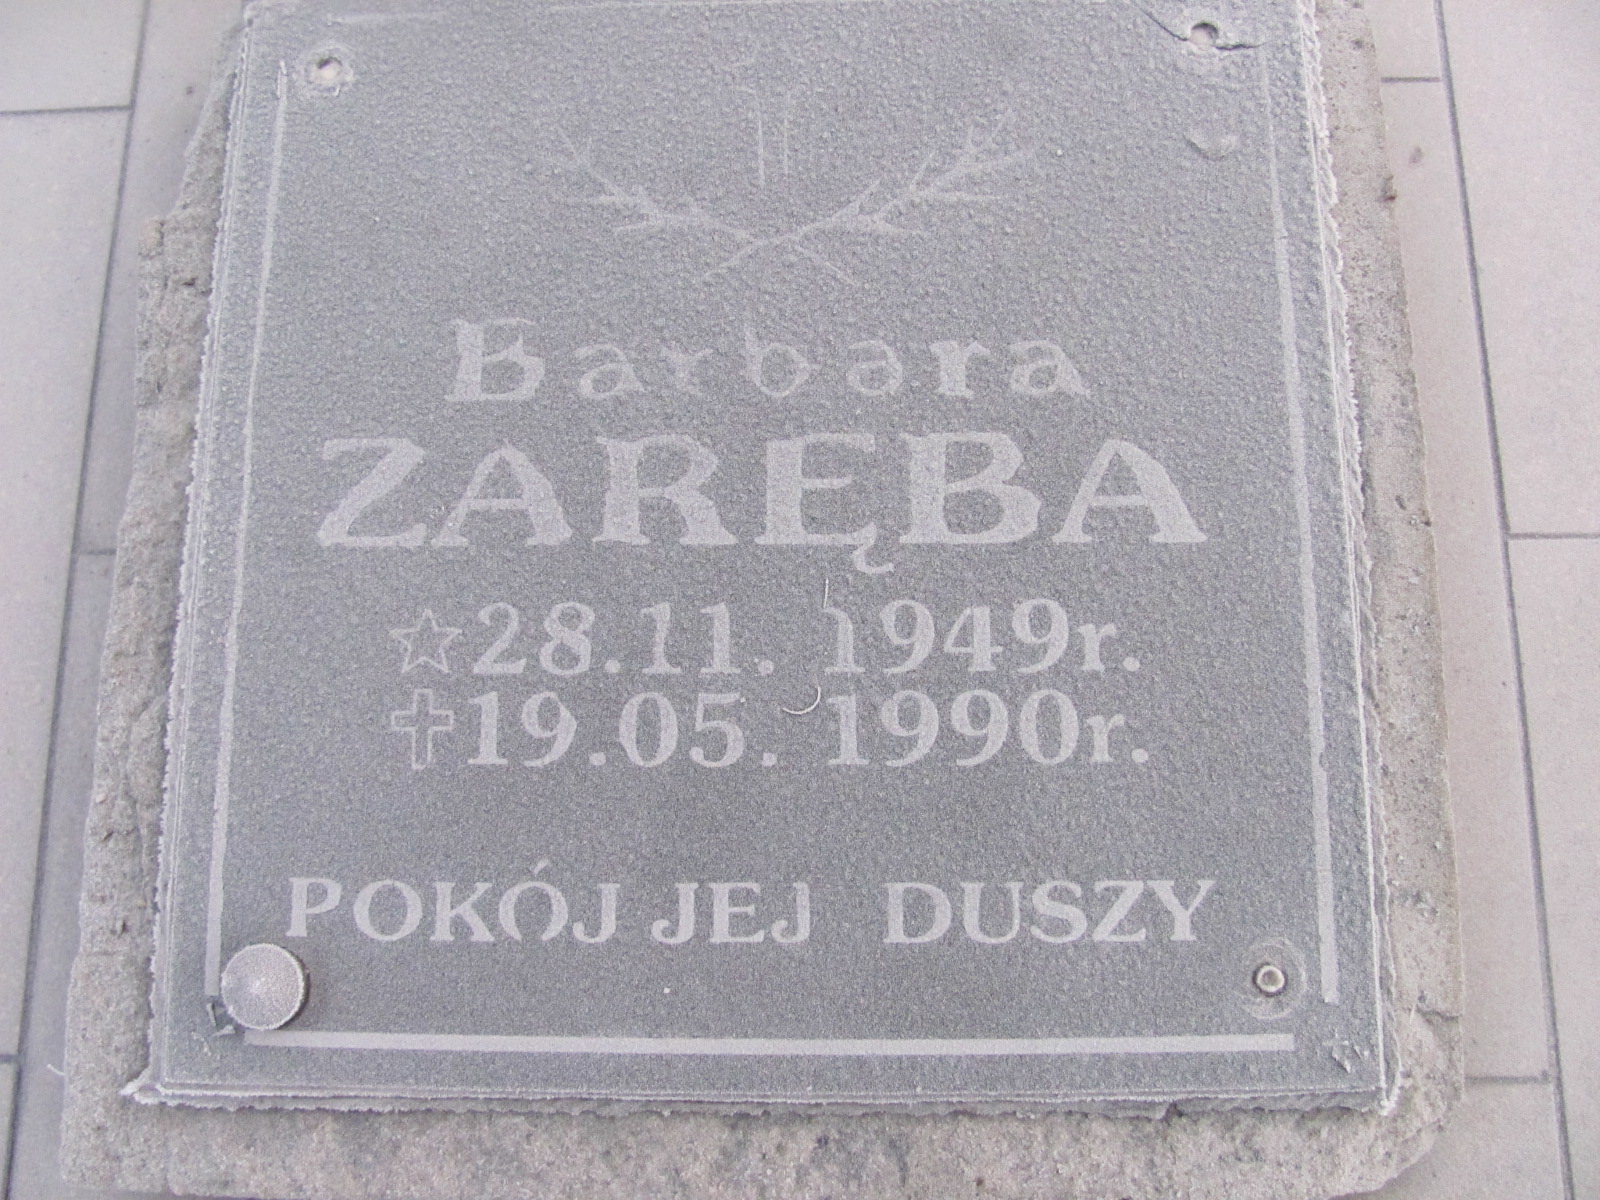 Barbara
ZARĘBA
☆28.11. 1949r.
✝19.05. 1990r.
POKÓJ JEJ DUSZY